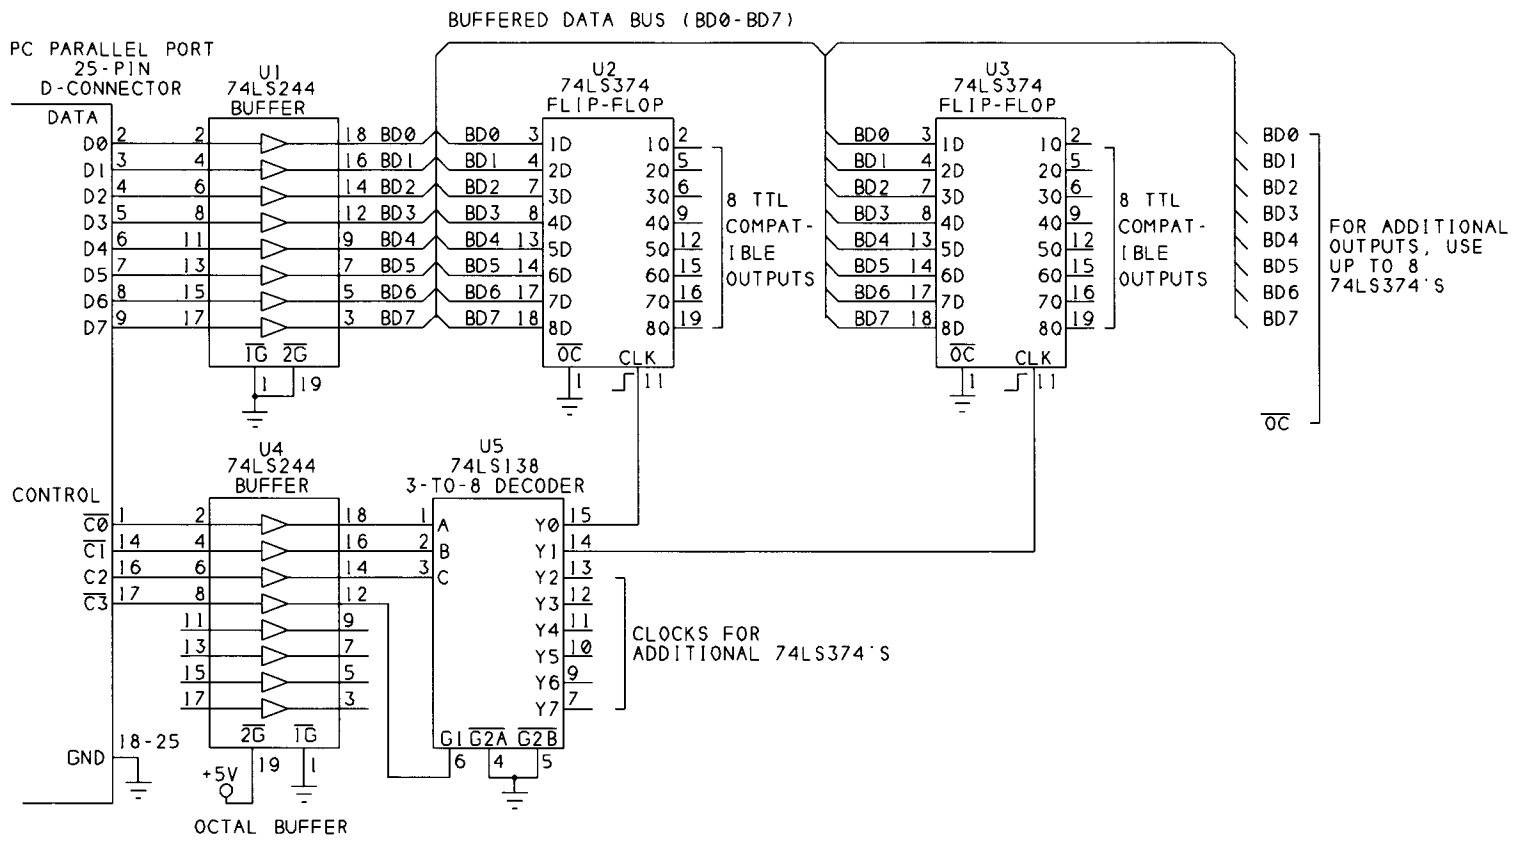 BUFFERED DATA BUS (BD0-BD7)
PC PARALLEL PORT
25-PIN
D-CONNECTOR
DATA
D0 2
D1 3
D2 4
D3 5
D4 6
D5 7
D6 8
D7 9
U1
74LS244
BUFFER
2 18 BD0
4 16 BD1
6 14 BD2
8 12 BD3
11 9 BD4
13 7 BD5
15 5 BD6
17 3 BD7
1G 2G
1 19
U2
74LS374
FLIP-FLOP
BD0 3 1D 1Q 2
BD1 4 2D 2Q 5
BD2 7 3D 3Q 6
BD3 8 4D 4Q 9
BD4 13 5D 5Q 12
BD5 14 6D 6Q 15
BD6 17 7D 7Q 16
BD7 18 8D 8Q 19
OC CLK
1 11
8 TTL
COMPAT-
IBLE
OUTPUTS
U3
74LS374
FLIP-FLOP
BD0 3 1D 1Q 2
BD1 4 2D 2Q 5
BD2 7 3D 3Q 6
BD3 8 4D 4Q 9
BD4 13 5D 5Q 12
BD5 14 6D 6Q 15
BD6 17 7D 7Q 16
BD7 18 8D 8Q 19
OC CLK
1 11
8 TTL
COMPAT-
IBLE
OUTPUTS
BD0
BD1
BD2
BD3
BD4
BD5
BD6
BD7
OC
FOR ADDITIONAL
OUTPUTS, USE
UP TO 8
74LS374'S
CONTROL
C0 1
C1 14
C2 16
C3 17
GND 18-25
U4
74LS244
BUFFER
2 18
4 16
6 14
8 12
11 9
13 7
15 5
17 3
2G 1G
19 1
+5V
OCTAL BUFFER
U5
74LS138
3-TO-8 DECODER
1 A Y0 15
2 B Y1 14
3 C Y2 13
Y3 12
Y4 11
Y5 10
Y6 9
Y7 7
G1 G2A G2B
6 4 5
CLOCKS FOR
ADDITIONAL 74LS374'S